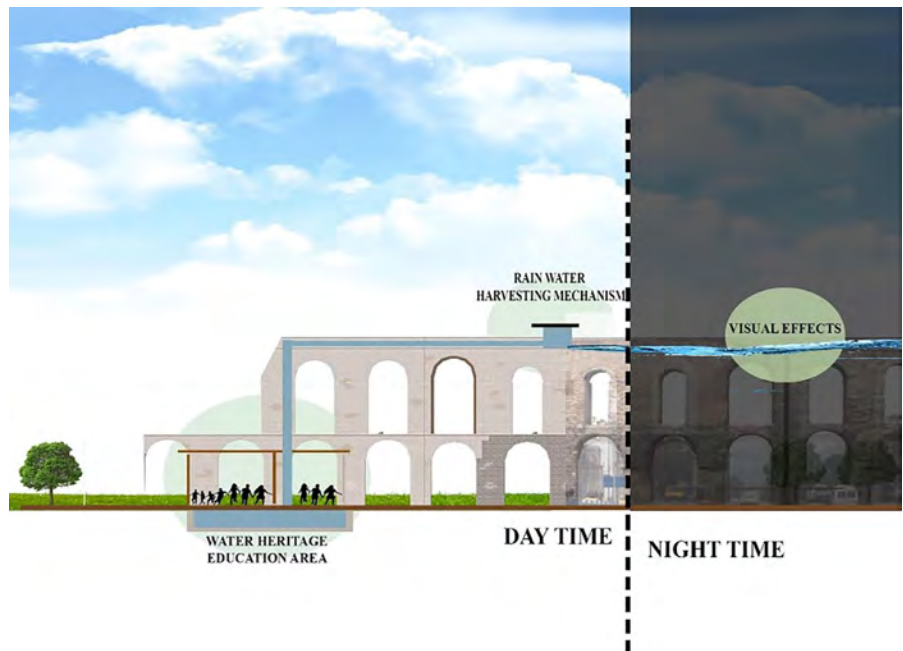 RAIN WATER
HARVESTING MECHANISM
VISUAL EFFECTS
WATER HERITAGE
EDUCATION AREA
DAY TIME
NIGHT TIME